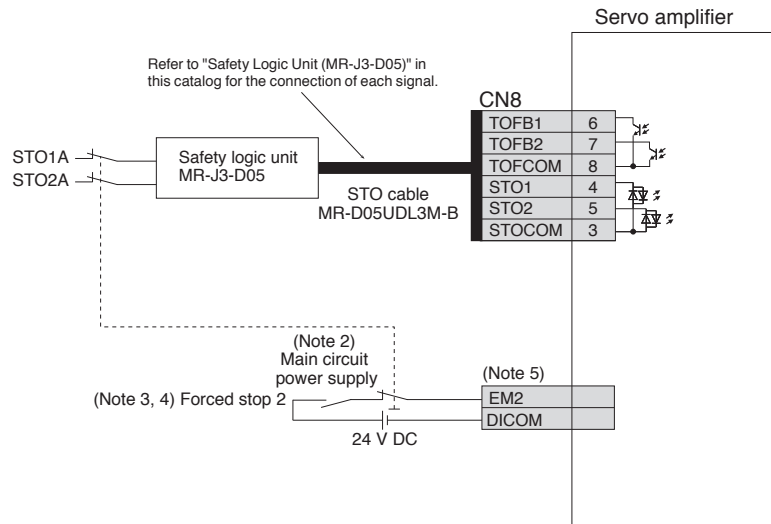 Servo amplifier
Refer to "Safety Logic Unit (MR-J3-D05)" in
this catalog for the connection of each signal.
CN8
TOFB1 6
TOFB2 7
TOFCOM 8
STO1 4
STO2 5
STOCOM 3
STO1A
STO2A
Safety logic unit
MR-J3-D05
STO cable
MR-D05UDL3M-B
(Note 2)
Main circuit
power supply
(Note 3, 4) Forced stop 2
24 V DC
(Note 5)
EM2
DICOM